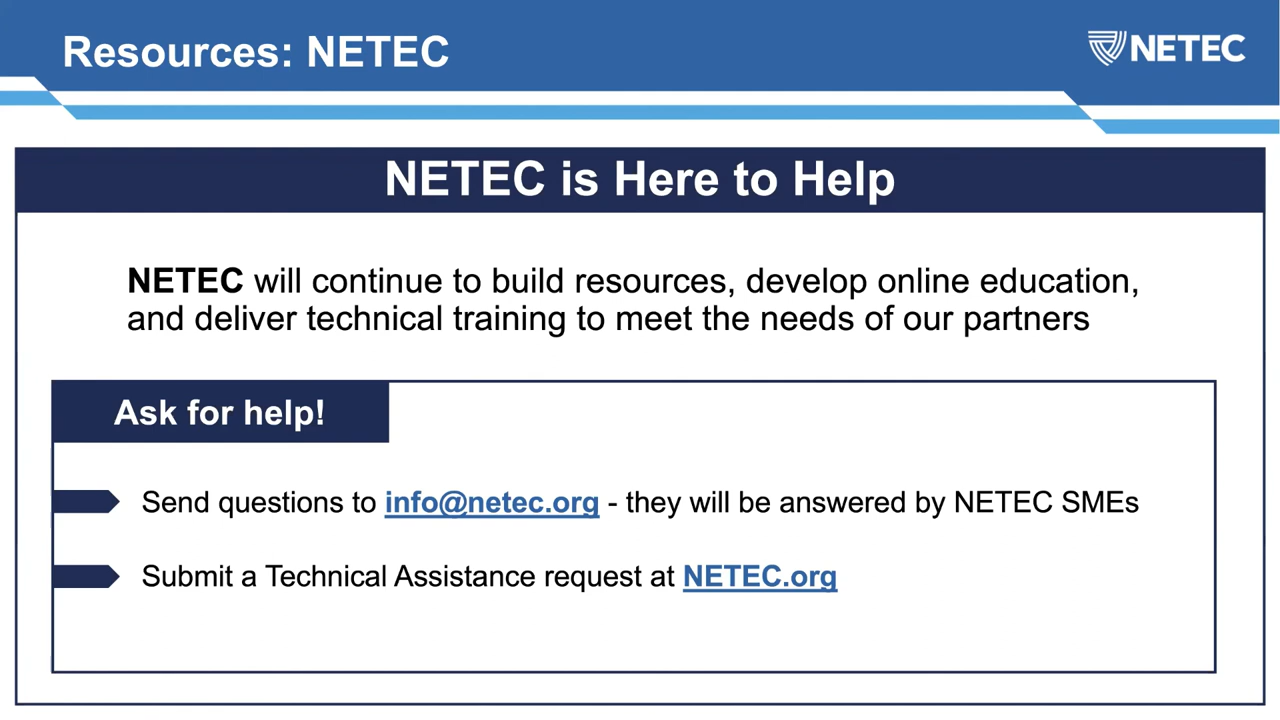 Resources: NETEC
NETEC
NETEC is Here to Help
NETEC will continue to build resources, develop online education,
and deliver technical training to meet the needs of our partners
Ask for help!
Send questions to info@netec.org - they will be answered by NETEC SMEs
Submit a Technical Assistance request at NETEC.org